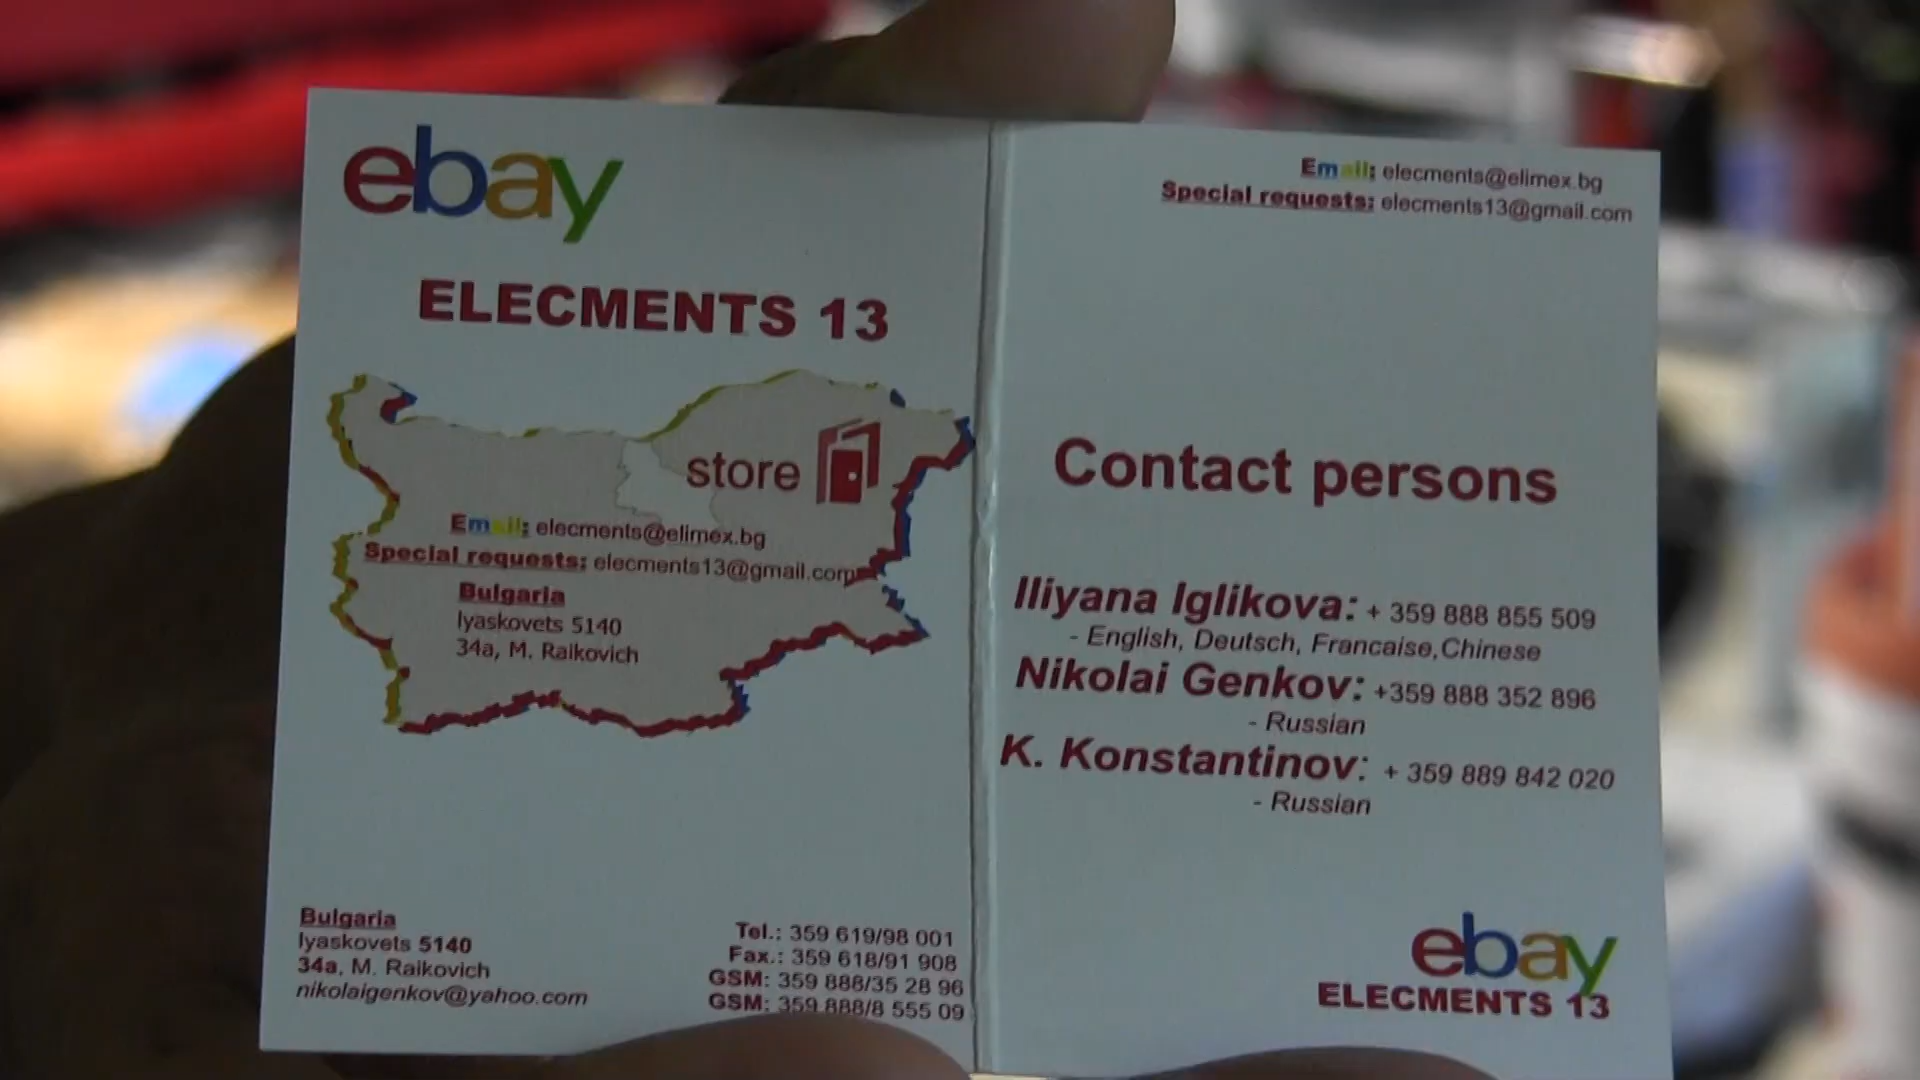 ebay
ELECMENTS 13
store
Email: elecments@elimex.bg
Special requests: elecments13@gmail.com
Bulgaria
lyaskovets 5140
34a, M. Raikovich
Bulgaria
lyaskovets 5140
34a, M. Raikovich
nikolaigenkov@yahoo.com
Tel.: 359 619/98 001
Fax.: 359 618/91 908
GSM: 359 888/35 28 96
GSM: 359 888/8 555 09
Email: elecments@elimex.bg
Special requests: elecments13@gmail.com
Contact persons
Iliyana Iglikova: + 359 888 855 509
- English, Deutsch, Francaise,Chinese
Nikolai Genkov: +359 888 352 896
- Russian
K. Konstantinov: + 359 889 842 020
- Russian
ebay
ELECMENTS 13